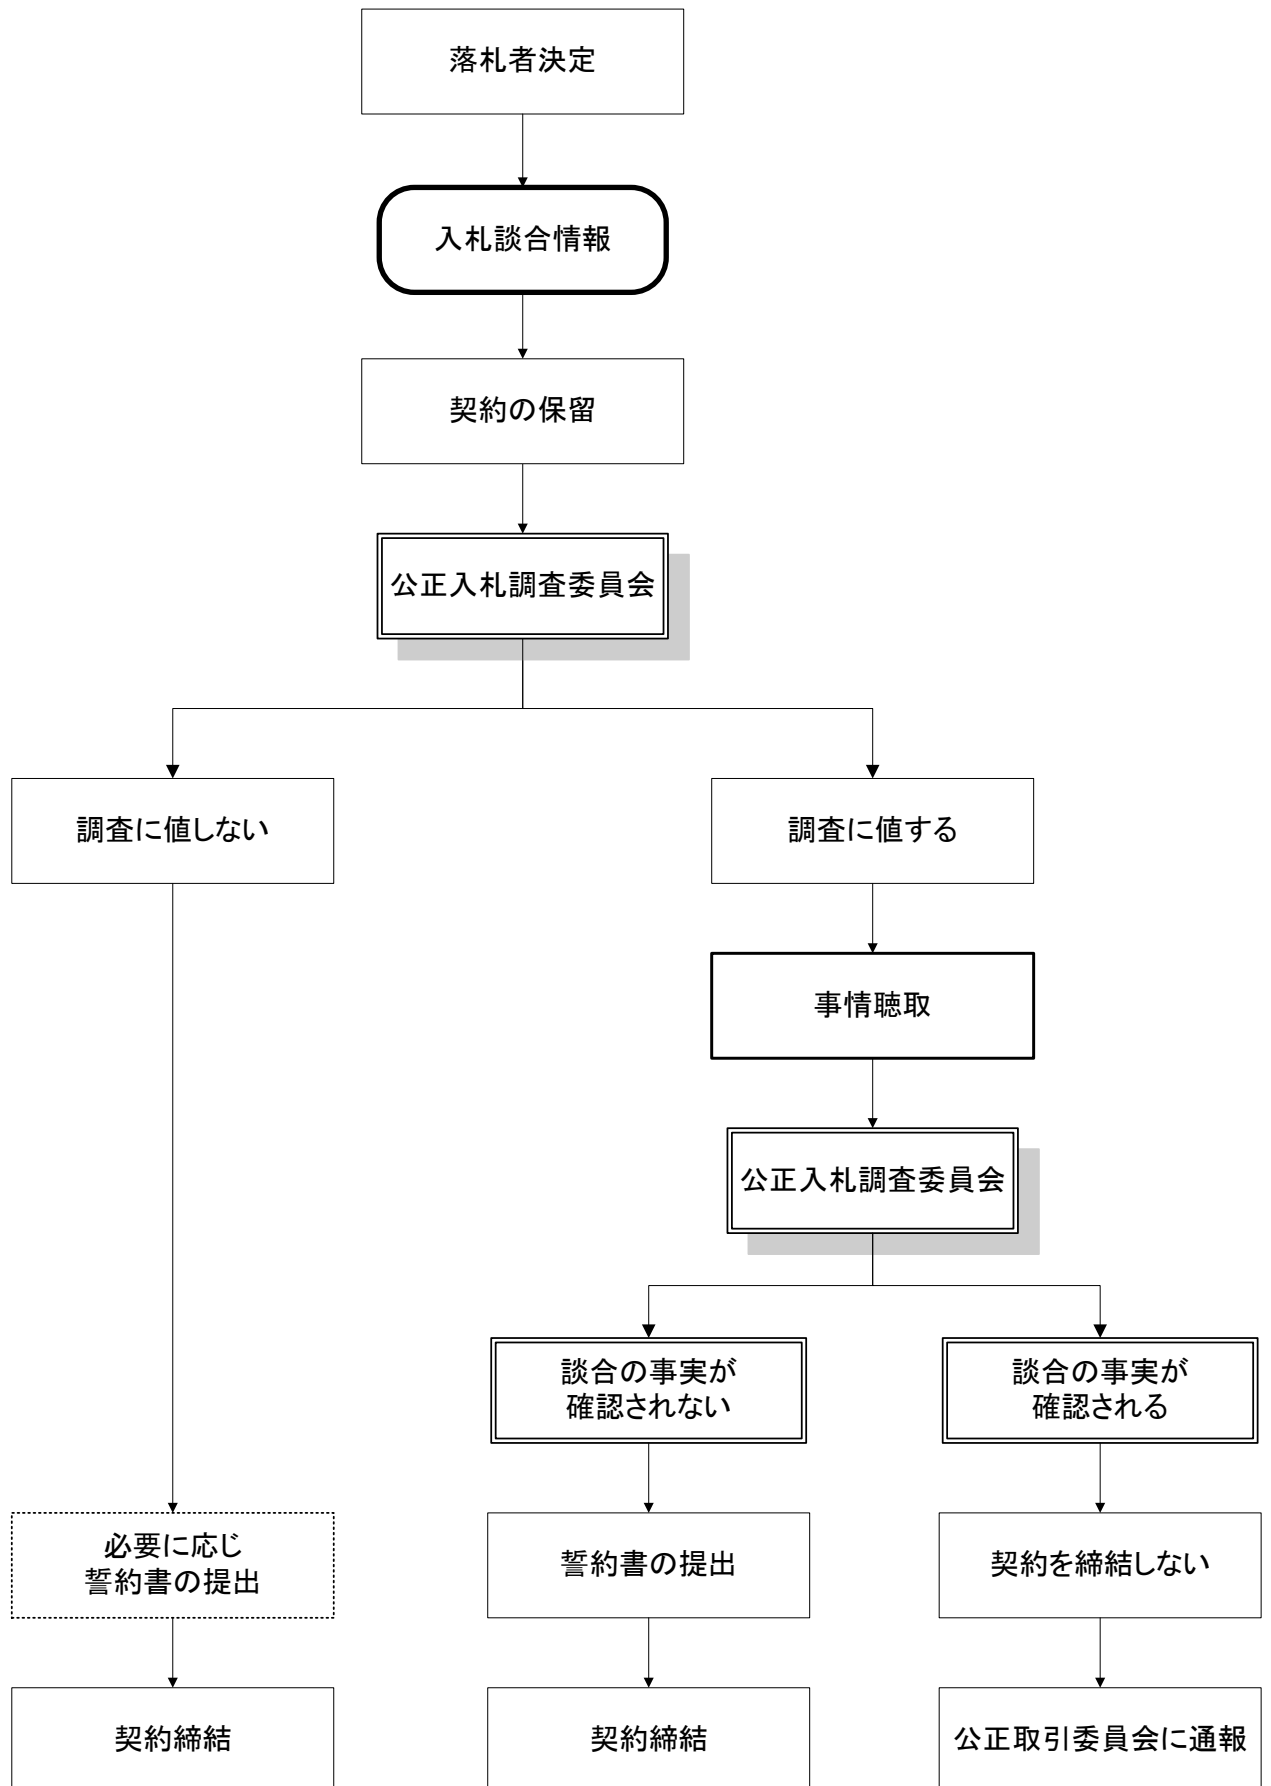 落札者決定
入札談合情報
契約の保留
公正入札調査委員会
調査に値しない
調査に値する
事情聴取
公正入札調査委員会
談合の事実が
確認されない
談合の事実が
確認される
必要に応じ
誓約書の提出
誓約書の提出
契約を締結しない
契約締結
契約締結
公正取引委員会に通報